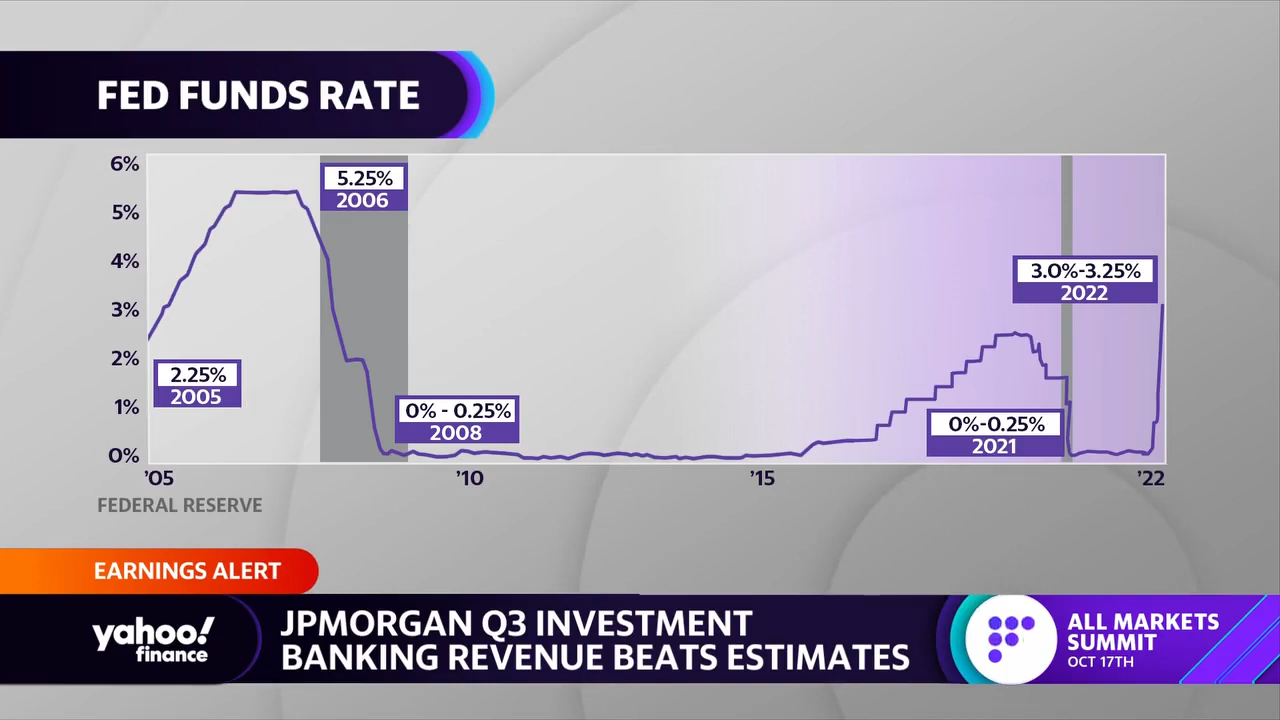 FED FUNDS RATE
6%
5%
4%
3%
2%
1%
0%
5.25%
2006
3.0%-3.25%
2022
2.25%
2005
0% - 0.25%
2008
0%-0.25%
2021
'05
'10
'15
'22
FEDERAL RESERVE
EARNINGS ALERT
yahoo!
finance
JPMORGAN Q3 INVESTMENT
BANKING REVENUE BEATS ESTIMATES
ALL MARKETS
SUMMIT
OCT 17TH